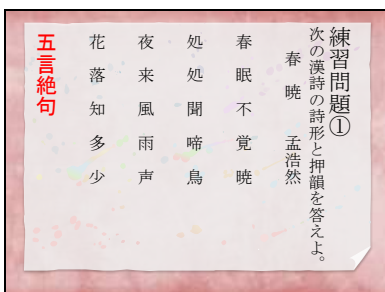 練習問題①
次の漢詩の詩形と押韻を答えよ。
春暁 孟浩然
春眠不覚暁
処処聞啼鳥
夜来風雨声
花落知多少
五言絶句